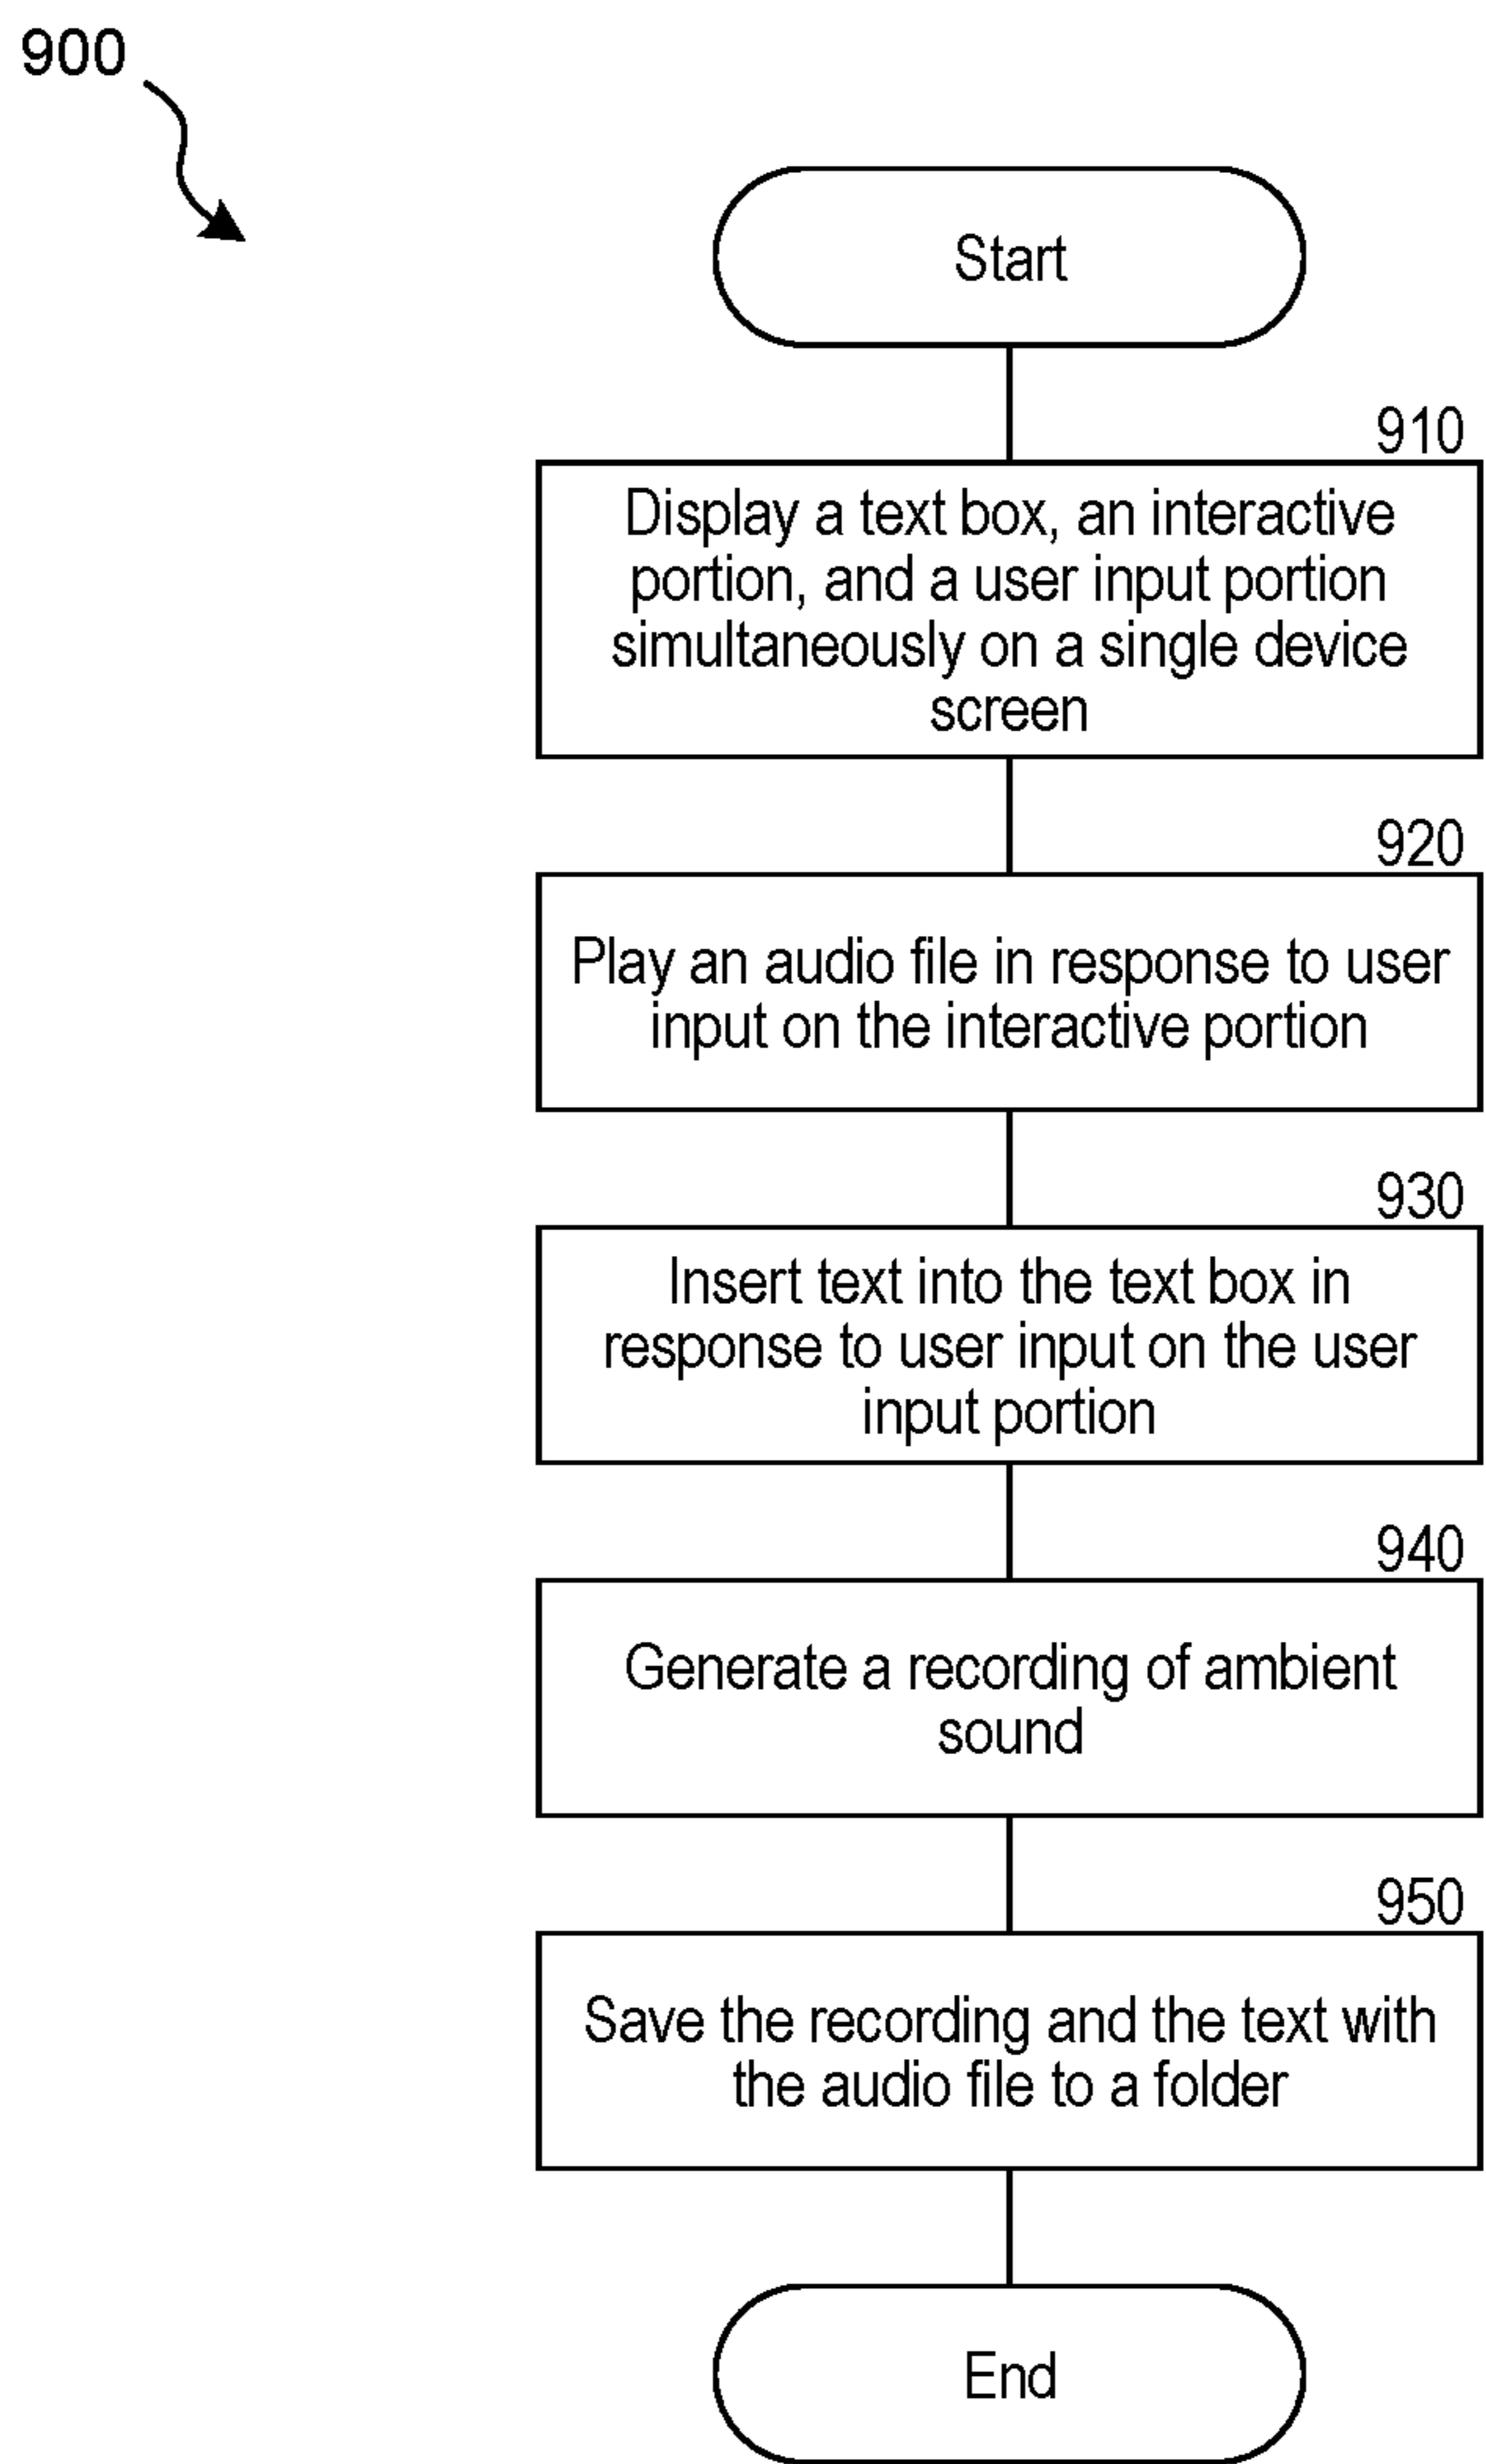 900
Start
910
Display a text box, an interactive
portion, and a user input portion
simultaneously on a single device
screen
920
Play an audio file in response to user
input on the interactive portion
930
Insert text into the text box in
response to user input on the user
input portion
940
Generate a recording of ambient
sound
950
Save the recording and the text with
the audio file to a folder
End